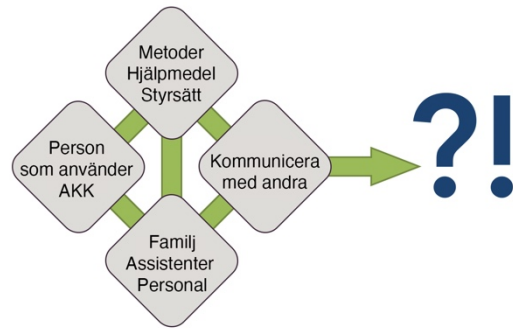 Metoder
Hjälpmedel
Styrsätt
Person
som använder
AKK
Kommunicera
med andra
?!
Familj
Assistenter
Personal